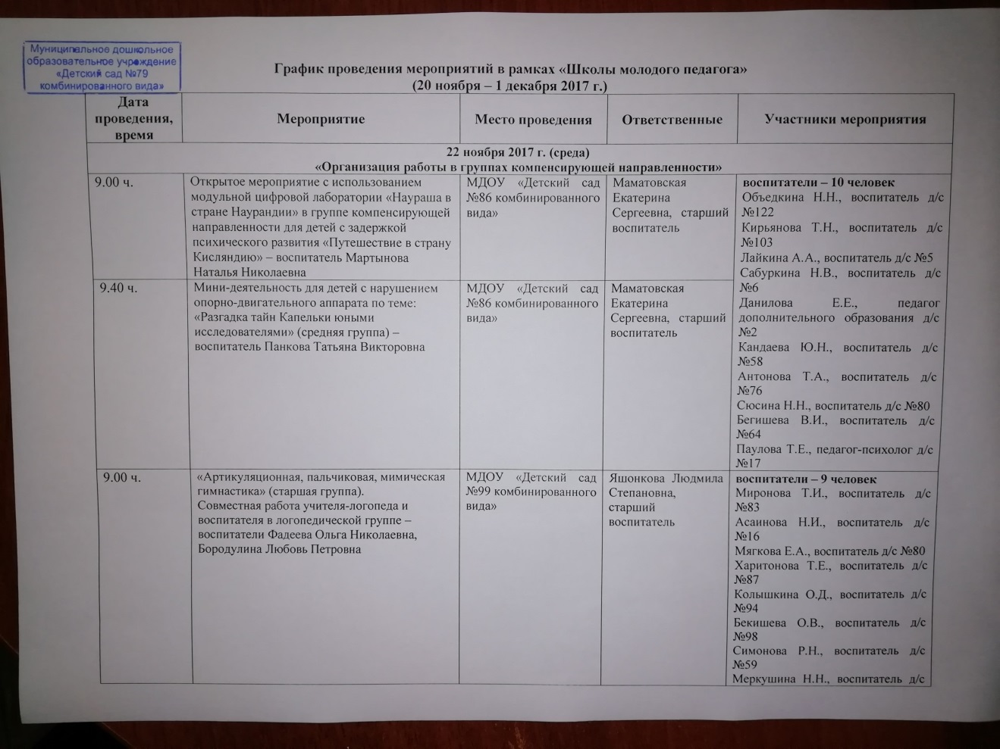 Муниципальное дошкольное
образовательное учреждение
«Детский сад №79
комбинированного вида»
График проведения мероприятий в рамках «Школы молодого педагога»
(20 ноября – 1 декабря 2017 г.)
Дата
проведения,
время
Мероприятие
Место проведения
Ответственные
Участники мероприятия
22 ноября 2017 г. (среда)
«Организация работы в группах компенсирующей направленности»
9.00 ч.
Открытое мероприятие с использованием
модульной цифровой лаборатории «Наураша в
стране Наурандии» в группе компенсирующей
направленности для детей с задержкой
психического развития «Путешествие в страну
Кисляндию» – воспитатель Мартынова
Наталья Николаевна
МДОУ «Детский сад
№86 комбинированного
вида»
Маматовская
Екатерина
Сергеевна, старший
воспитатель
воспитатели – 10 человек
Объедкина Н.Н., воспитатель д/с
№122
Кирьянова Т.Н., воспитатель д/с
№103
Лайкина А.А., воспитатель д/с №5
Сабуркина Н.В., воспитатель д/с
№6
Данилова Е.Е., педагог
дополнительного образования д/с
№2
Кандаева Ю.Н., воспитатель д/с
№58
Антонова Т.А., воспитатель д/с
№76
Сюсина Н.Н., воспитатель д/с №80
Бегишева В.И., воспитатель д/с
№64
Паулова Т.Е., педагог-психолог д/с
№17
9.40 ч.
Мини-деятельность для детей с нарушением
опорно-двигательного аппарата по теме:
«Разгадка тайн Капельки юными
исследователями» (средняя группа) –
воспитатель Панкова Татьяна Викторовна
МДОУ «Детский сад
№86 комбинированного
вида»
Маматовская
Екатерина
Сергеевна, старший
воспитатель
9.00 ч.
«Артикуляционная, пальчиковая, мимическая
гимнастика» (старшая группа).
Совместная работа учителя-логопеда и
воспитателя в логопедической группе –
воспитатели Фадеева Ольга Николаевна,
Бородулина Любовь Петровна
МДОУ «Детский сад
№99 комбинированного
вида»
Яшонкова Людмила
Степановна,
старший
воспитатель
воспитатели – 9 человек
Миронова Т.И., воспитатель д/с
№83
Асаинова Н.И., воспитатель д/с
№16
Мягкова Е.А., воспитатель д/с №80
Харитонова Т.Е., воспитатель д/с
№87
Колышкина О.Д., воспитатель д/с
№94
Бекишева О.В., воспитатель д/с
№98
Симонова Р.Н., воспитатель д/с
№59
Меркушина Н.Н., воспитатель д/с